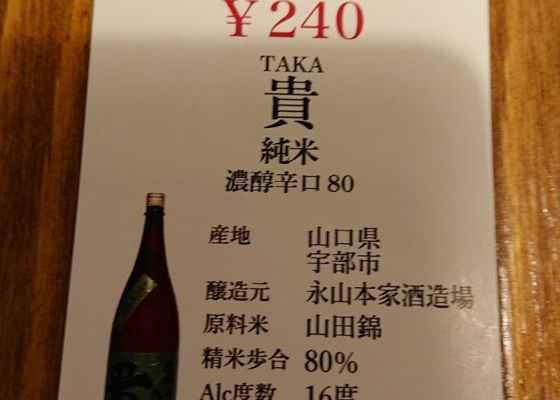 ¥240
TAKA
貴
純米
濃醇辛口80
産地 山口県
宇部市
醸造元 永山本家酒造場
原料米 山田錦
精米歩合 80%
Alc度数 16度